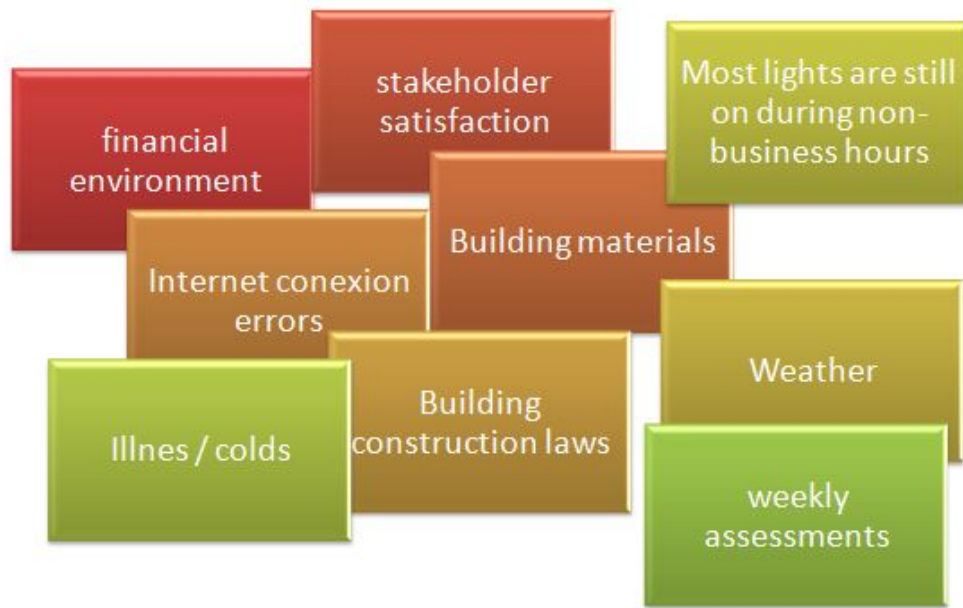 stakeholder
satisfaction
Most lights are still
on during non-
business hours
financial
environment
Building materials
Internet conexion
errors
Weather
Building
construction laws
Illnes / colds
weekly
assessments